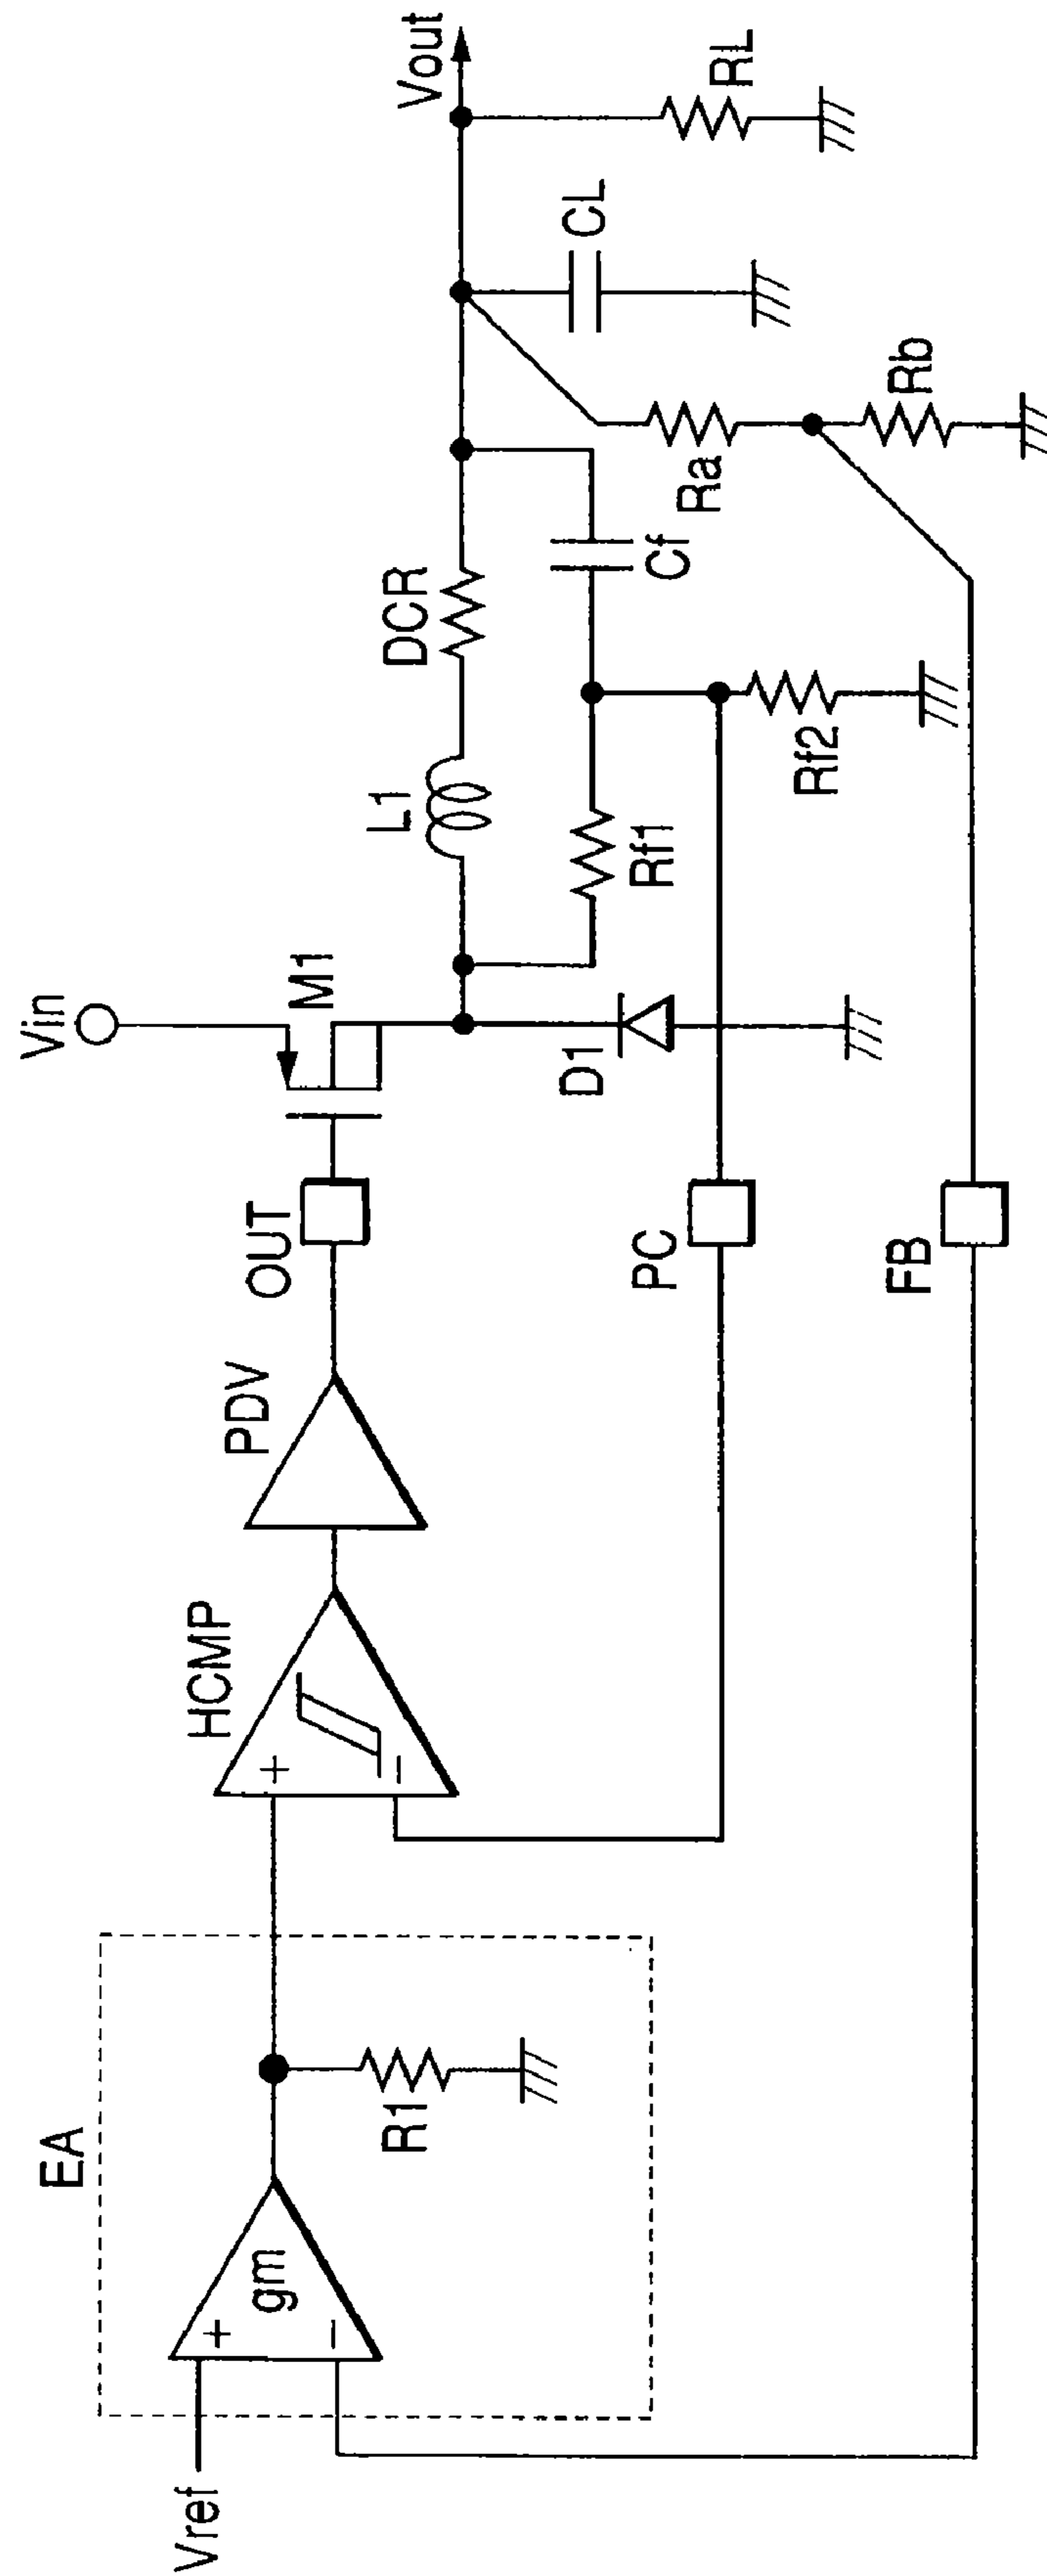 Vref
EA
gm
+
−
R1
HCMP
+
−
PDV
OUT
PC
FB
Vin
M1
D1
L1
DCR
Rf1
Cf
Rf2
Ra
Rb
CL
RL
Vout